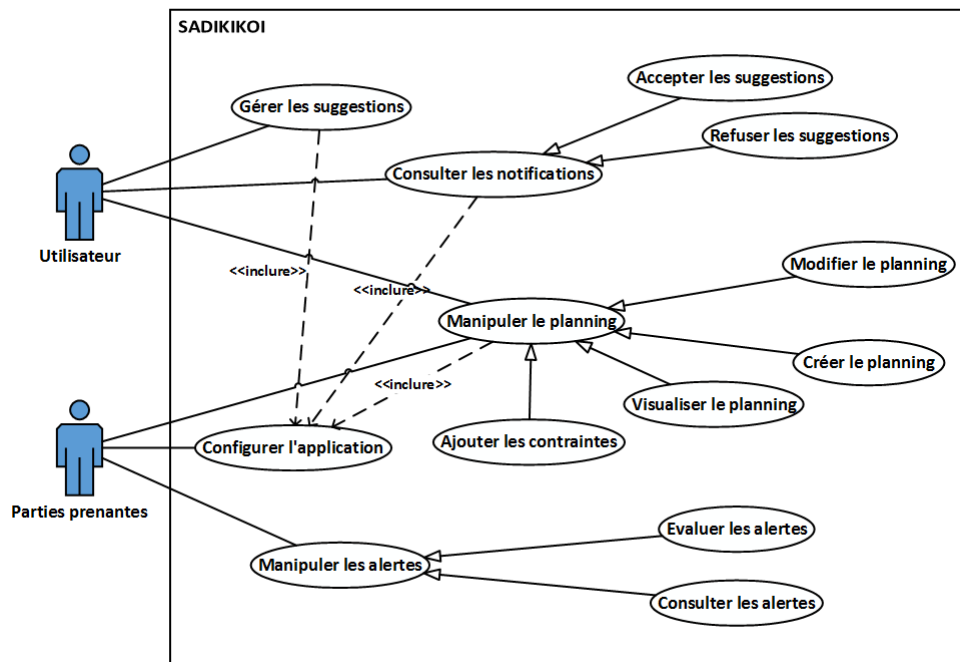 SADIKIKOI
Accepter les suggestions
Gérer les suggestions
Refuser les suggestions
Consulter les notifications
Utilisateur
Modifier le planning
<<inclure>>
<<inclure>>
Manipuler le planning
Créer le planning
<<inclure>>
Visualiser le planning
Ajouter les contraintes
Configurer l'application
Parties prenantes
Evaluer les alertes
Manipuler les alertes
Consulter les alertes